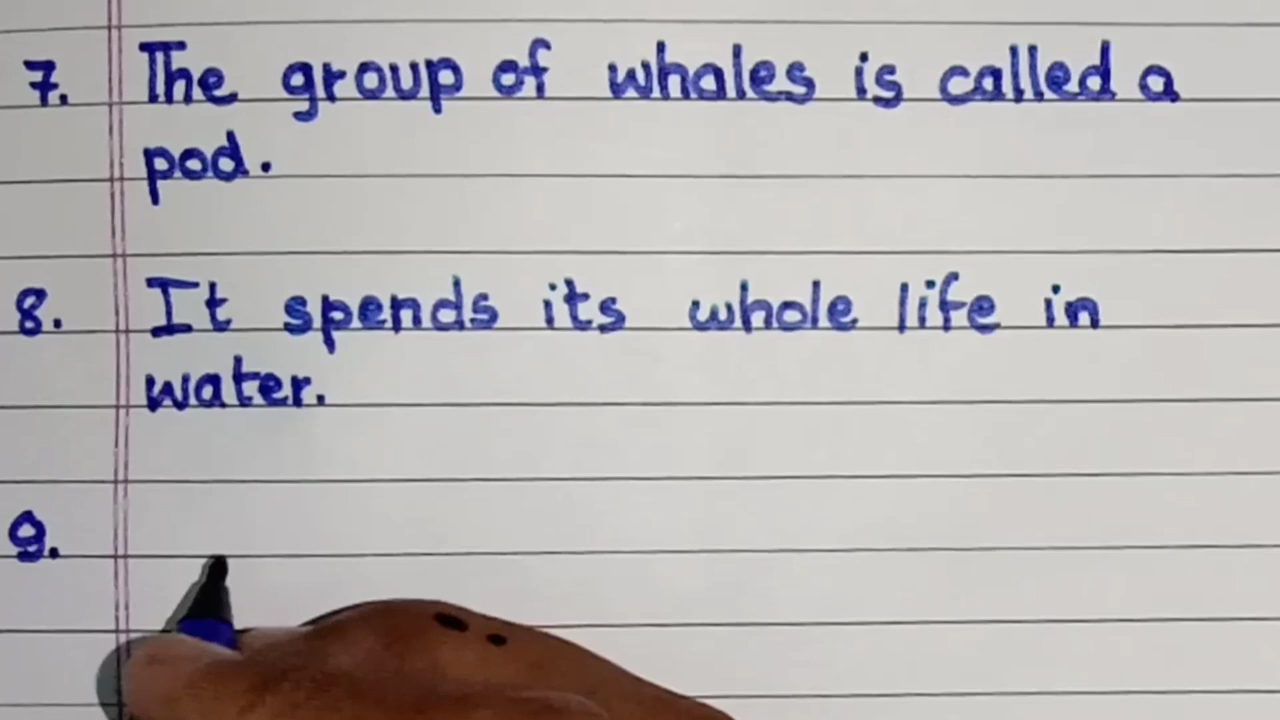 7. The group of whales is called a
pod.
8. It spends its whole life in
water.
9.